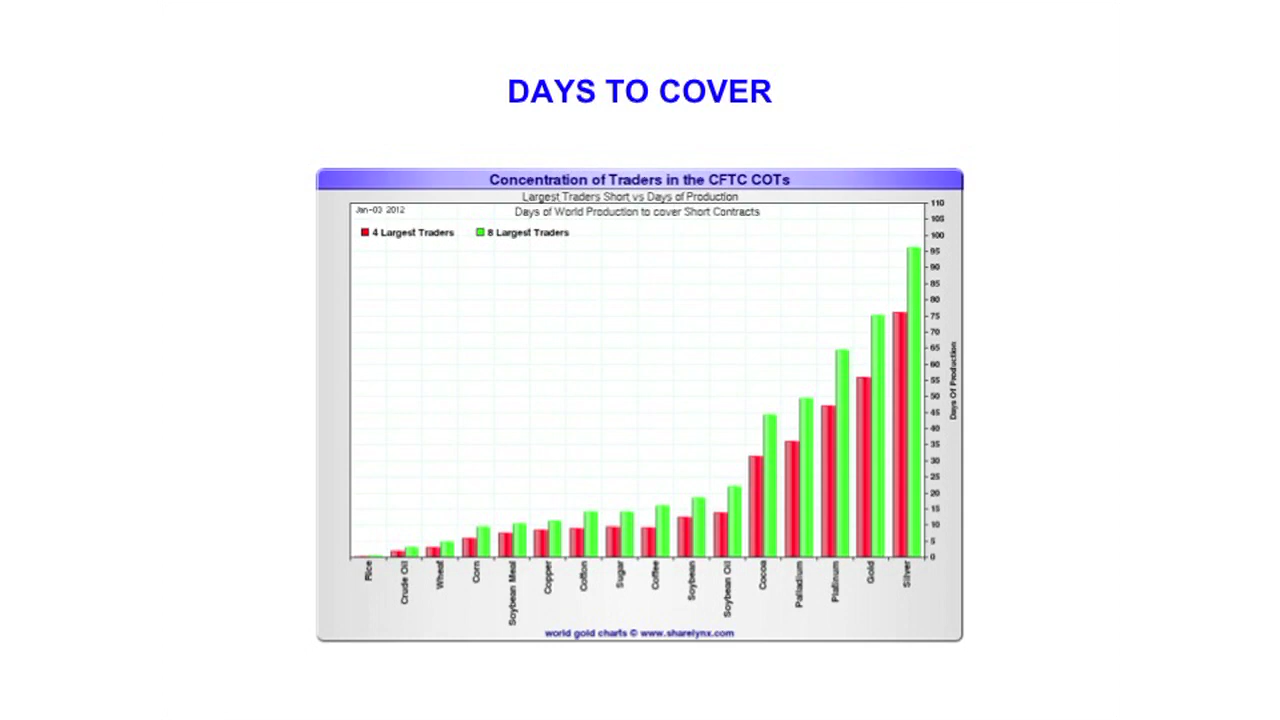 DAYS TO COVER
Concentration of Traders in the CFTC COTs
Largest Traders Short vs Days of Production
Jan-03 2012
Days of World Production to cover Short Contracts
4 Largest Traders
8 Largest Traders
110
105
100
95
90
85
80
75
70
65
60
55
50
45
40
35
30
25
20
15
10
5
0
Days Of Production
Rice
Crude Oil
Wheat
Corn
Soybean Meal
Copper
Cotton
Sugar
Coffee
Soybean
Soybean Oil
Cocoa
Palladium
Platinum
Gold
Silver
world gold charts © www.sharelynx.com